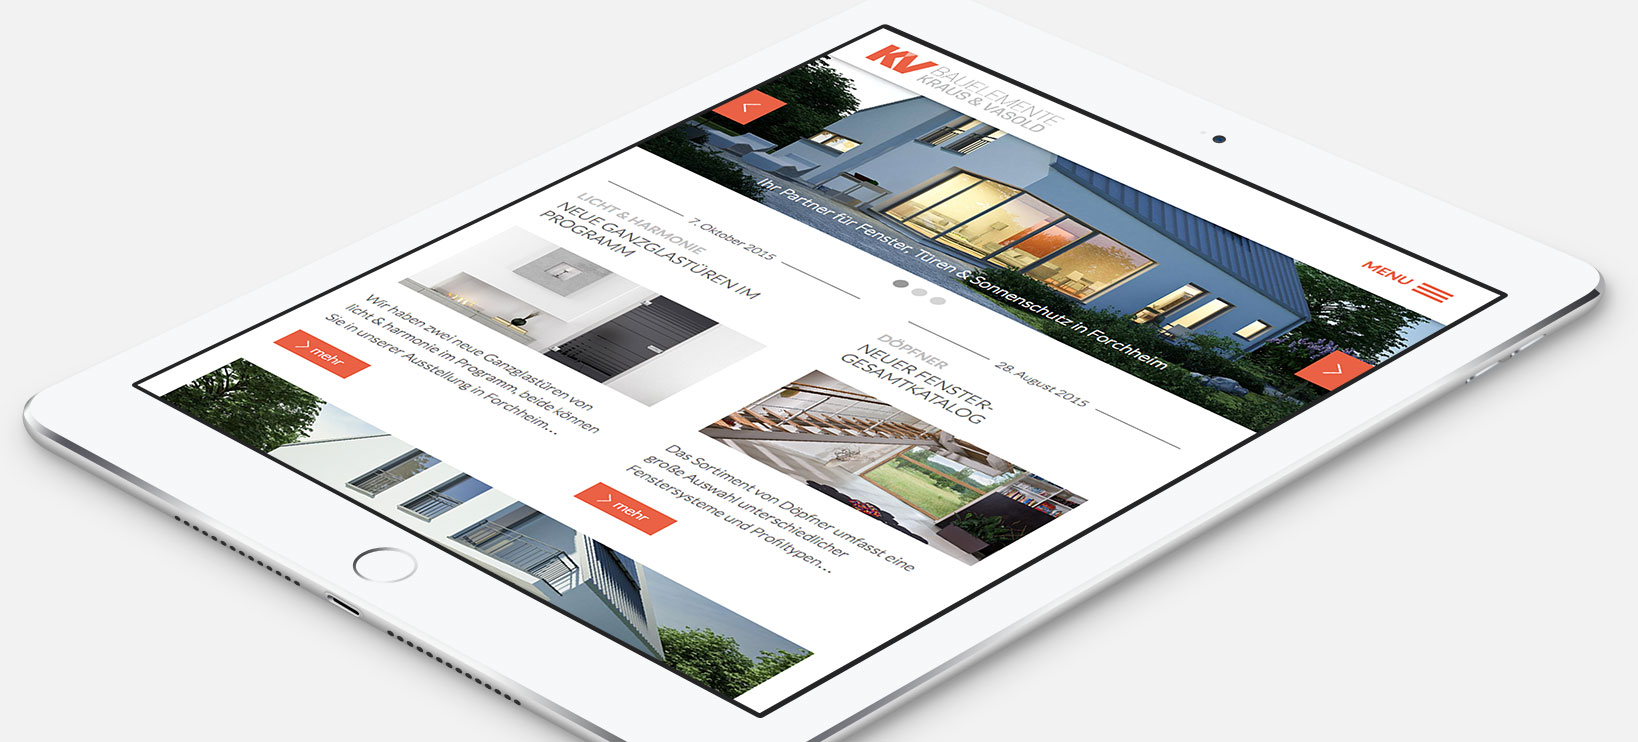 KV
BAUELEMENTE
KRAUS & VASOLD
MENU
Ihr Partner für Fenster, Türen & Sonnenschutz in Forchheim
7. Oktober 2015
LICHT & HARMONIE
NEUE GANZGLASTÜREN IM
PROGRAMM
Wir haben zwei neue Ganzglastüren von
licht & harmonie im Programm, beide können
Sie in unserer Ausstellung in Forchheim...
mehr
28. August 2015
DÖPFNER
NEUER FENSTER-
GESAMTKATALOG
Das Sortiment von Döpfner umfasst eine
große Auswahl unterschiedlicher
Fenstersysteme und Profiltypen...
mehr